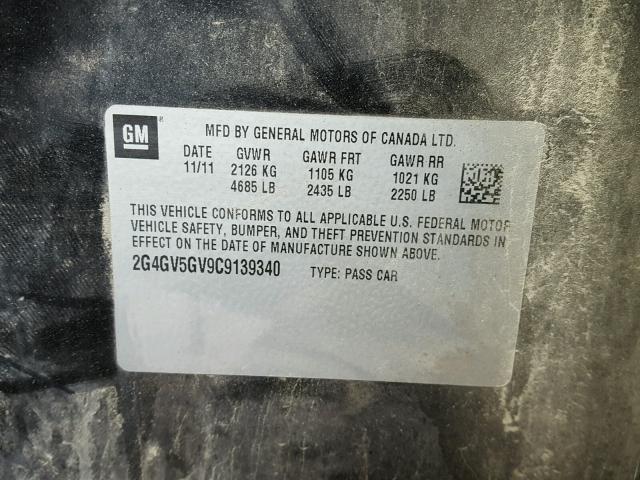 GM ®
MFD BY GENERAL MOTORS OF CANADA LTD.
DATE GVWR GAWR FRT GAWR RR
11/11 2126 KG 1105 KG 1021 KG
4685 LB 2435 LB 2250 LB
THIS VEHICLE CONFORMS TO ALL APPLICABLE U.S. FEDERAL MOTOR
VEHICLE SAFETY, BUMPER, AND THEFT PREVENTION STANDARDS IN
EFFECT ON THE DATE OF MANUFACTURE SHOWN ABOVE.
2G4GV5GV9C9139340 TYPE: PASS CAR